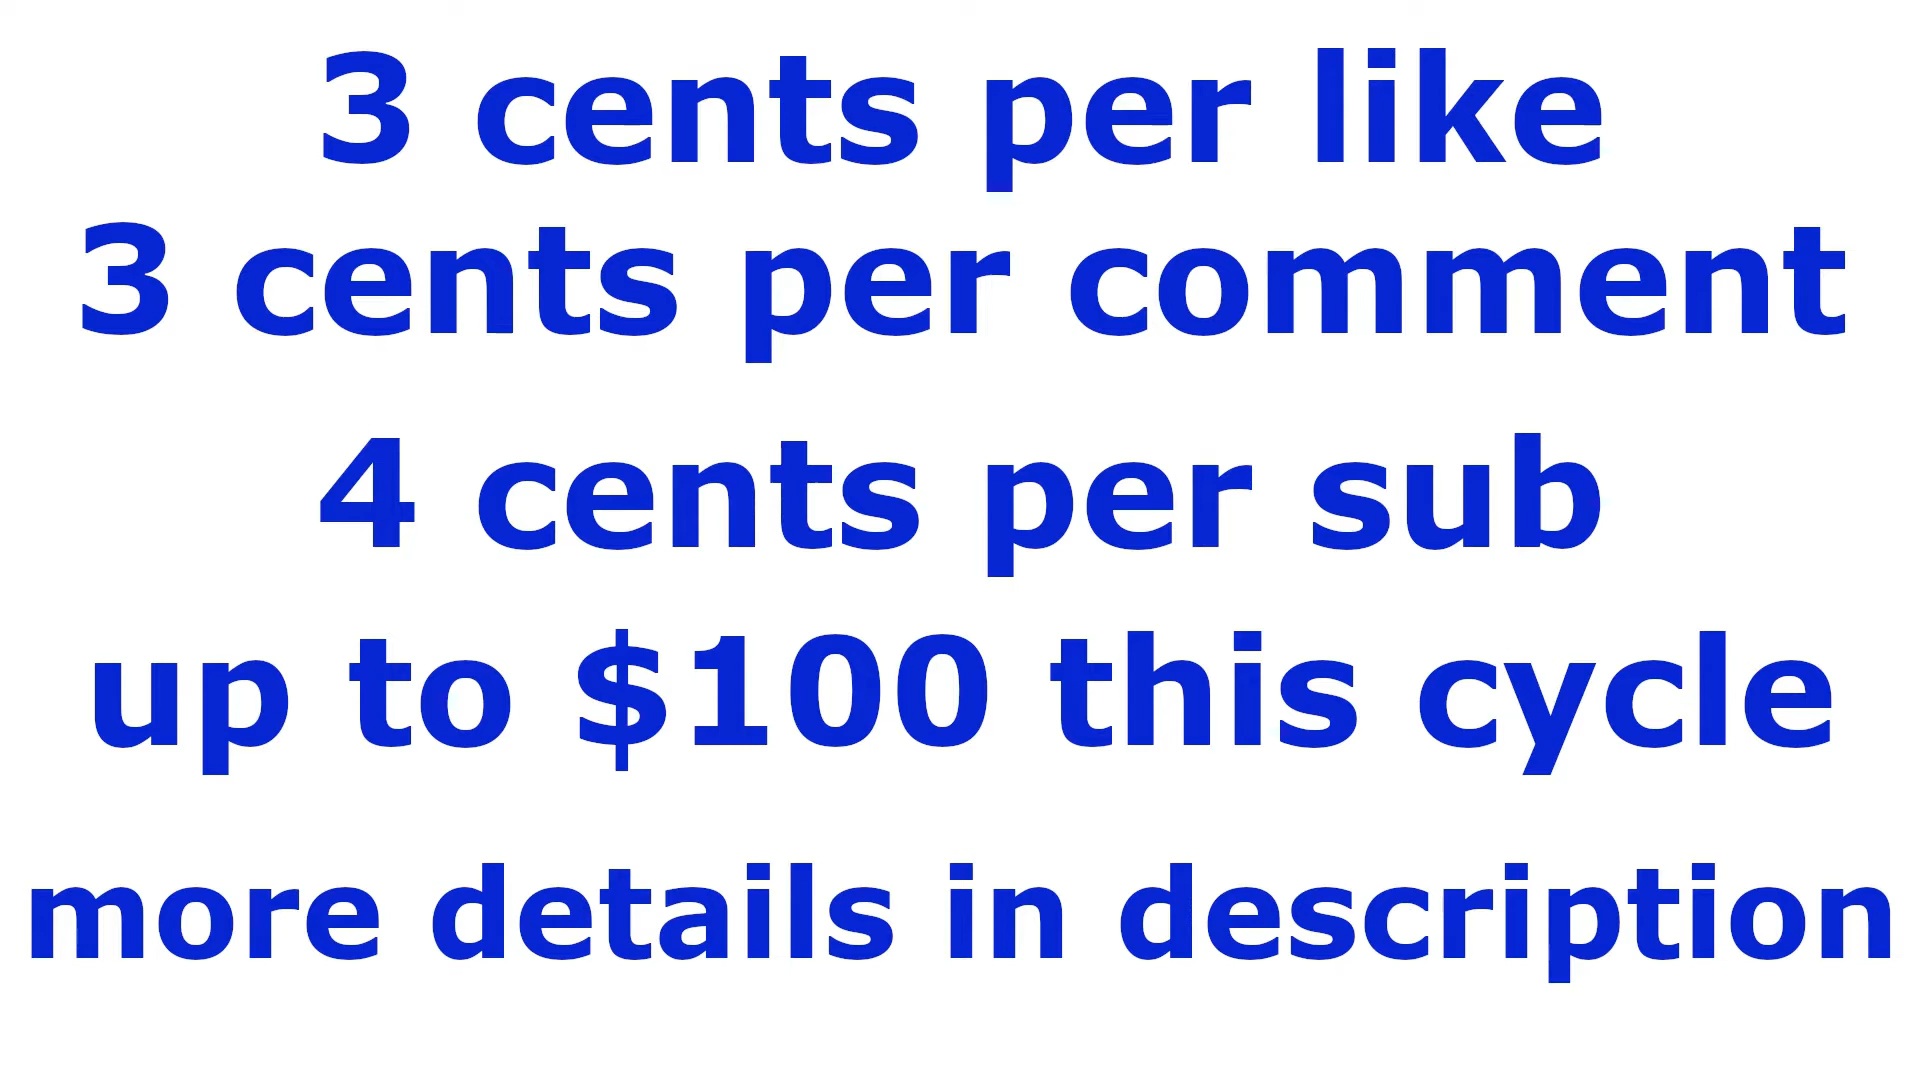 3 cents per like
3 cents per comment
4 cents per sub
up to $100 this cycle
more details in description